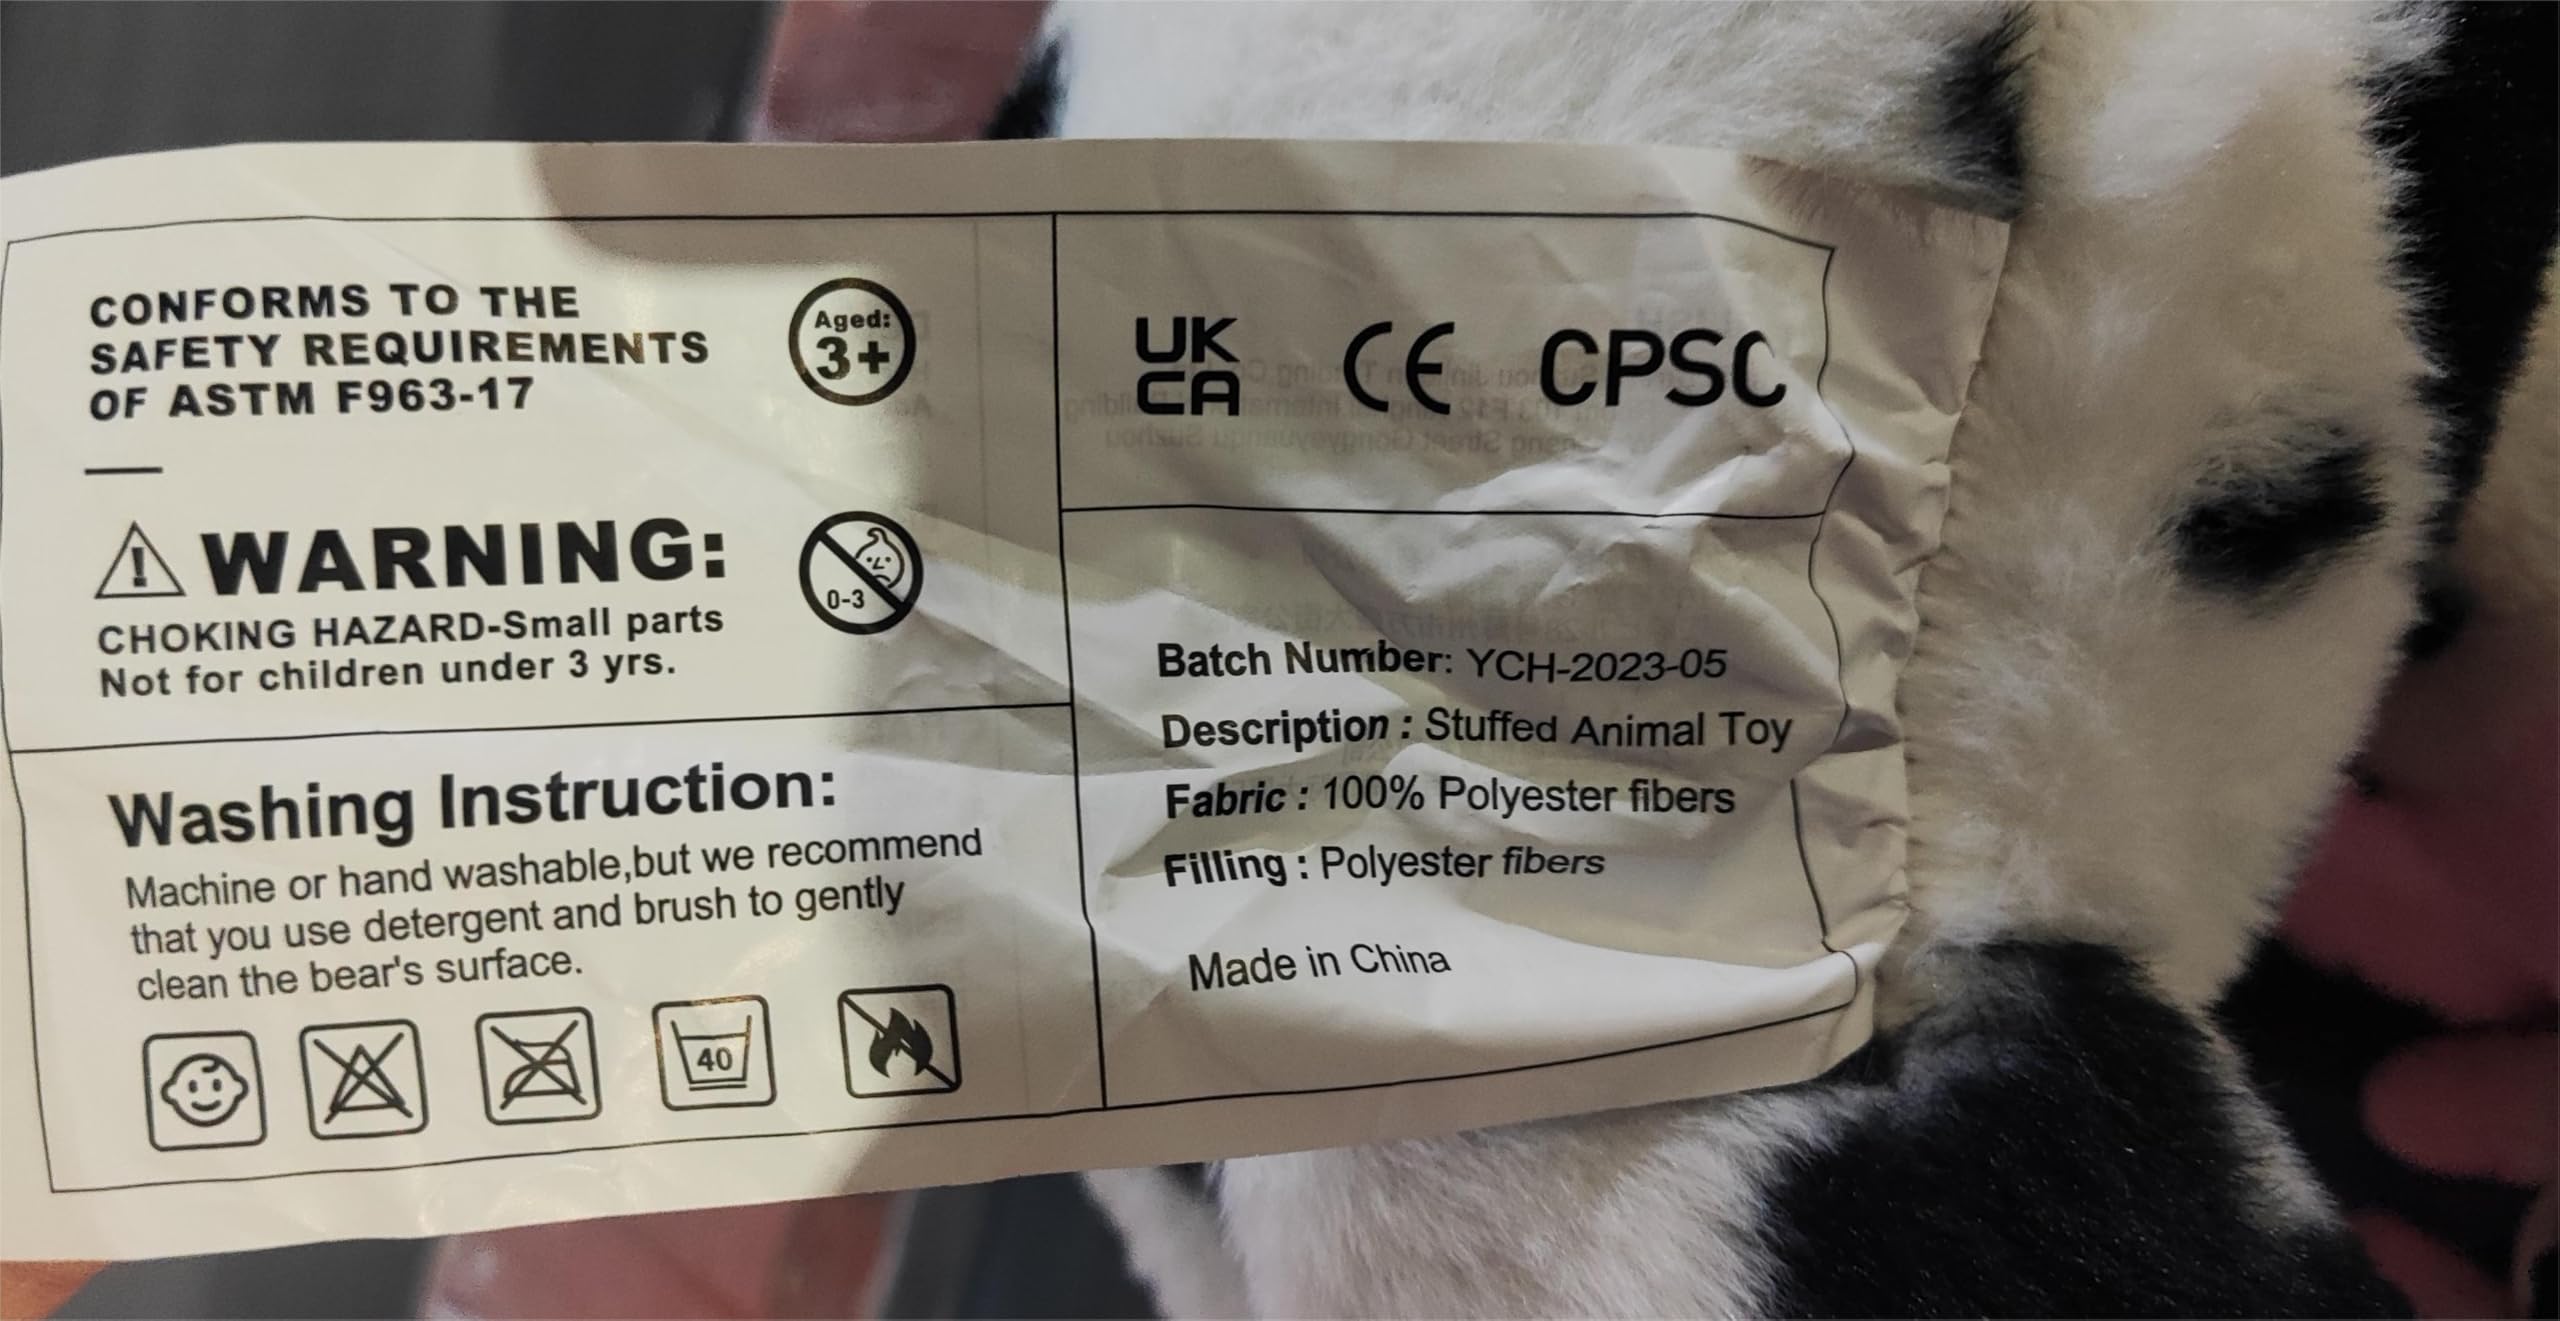 CONFORMS TO THE
SAFETY REQUIREMENTS
OF ASTM F963-17
Aged:
3+
WARNING:
CHOKING HAZARD-Small parts
Not for children under 3 yrs.
0-3
Washing Instruction:
Machine or hand washable,but we recommend
that you use detergent and brush to gently
clean the bear's surface.
40
UK
CA
CE
CPSC
Batch Number: YCH-2023-05
Description : Stuffed Animal Toy
Fabric : 100% Polyester fibers
Filling : Polyester fibers
Made in China